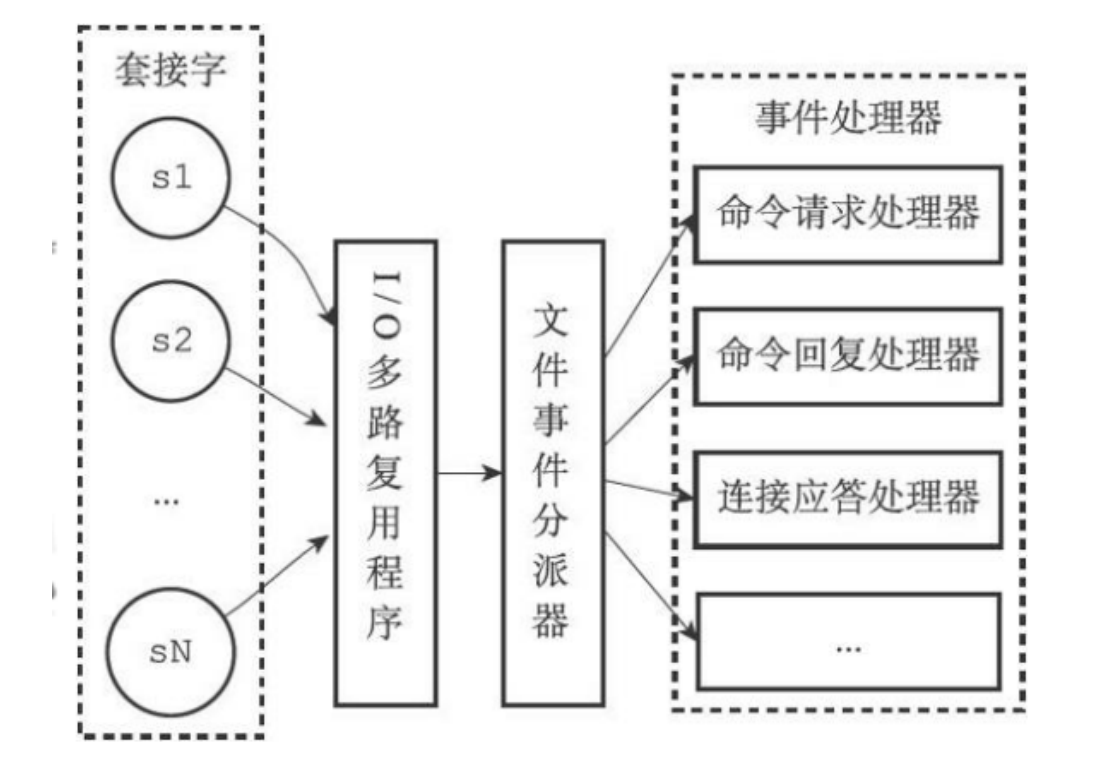 套接字
s1
s2
...
sN
I/O多路复用程序
文件事件分派器
事件处理器
命令请求处理器
命令回复处理器
连接应答处理器
...